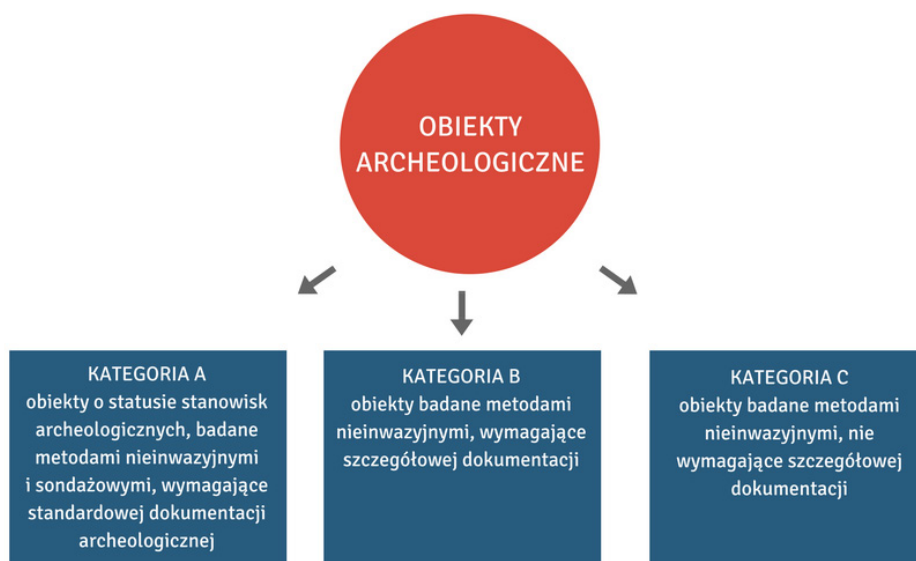 OBIEKTY
ARCHEOLOGICZNE
KATEGORIA A
obiekty o statusie stanowisk
archeologicznych, badane
metodami nieinwazyjnymi
i sondażowymi, wymagające
standardowej dokumentacji
archeologicznej
KATEGORIA B
obiekty badane metodami
nieinwazyjnymi, wymagające
szczegółowej dokumentacji
KATEGORIA C
obiekty badane metodami
nieinwazyjnymi, nie
wymagające szczegółowej
dokumentacji